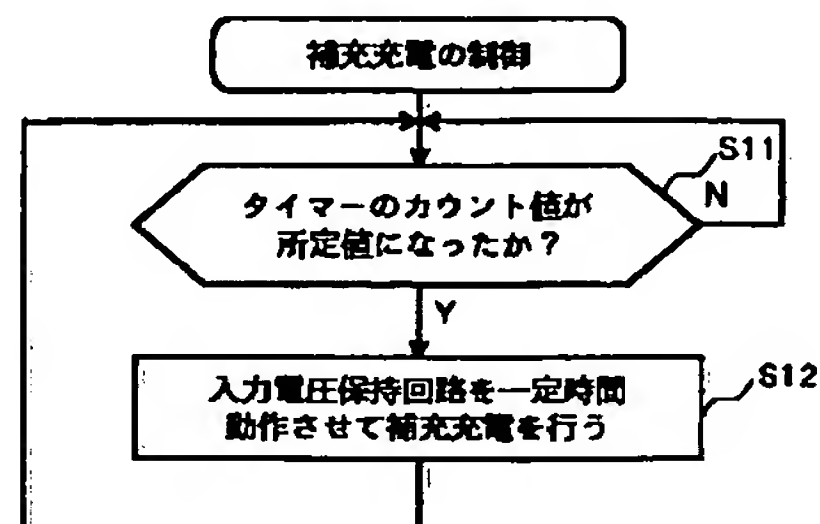 補充充電の制御
S11
N
タイマーのカウント値が
所定値になったか？
Y
S12
入力電圧保持回路を一定時間
動作させて補充充電を行う